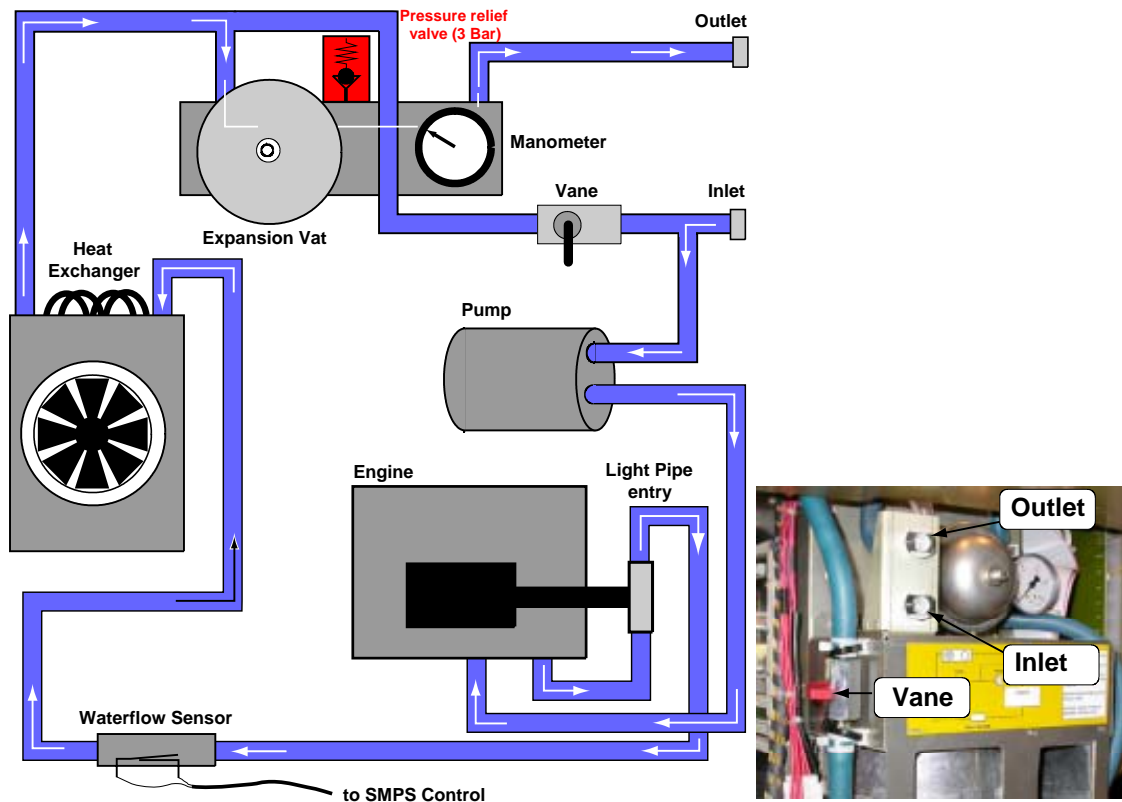 Pressure relief
valve (3 Bar)
Outlet
Manometer
Vane
Inlet
Expansion Vat
Heat
Exchanger
Pump
Engine
Light Pipe
entry
Waterflow Sensor
to SMPS Control
Outlet
Inlet
Vane